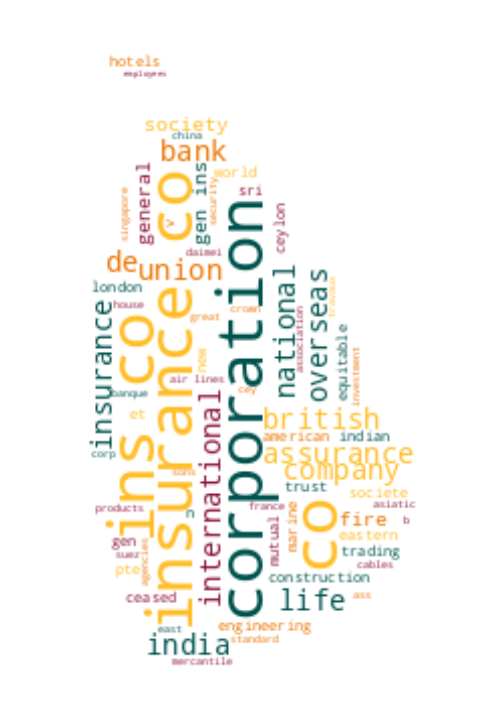 hotels
employees
society
china
bank
general
singapore
co
v
gen ins
security
world
sri
ceylon
corporation
daimei
de
union
london
house
insurance
ins co
insurance
great
crown
national
association
overseas
travaux
equitable
investment
new
air lines
cey
banque
et
corp
international
british
american
indian
assurance
company
sons
trust
societe
products
n
france
asiatic
co
fire
b
marine
mutual
eastern
gen
suez
agencies
pte
trading
cables
construction
ceased
life
ass
east
engineering
india
standard
mercantile